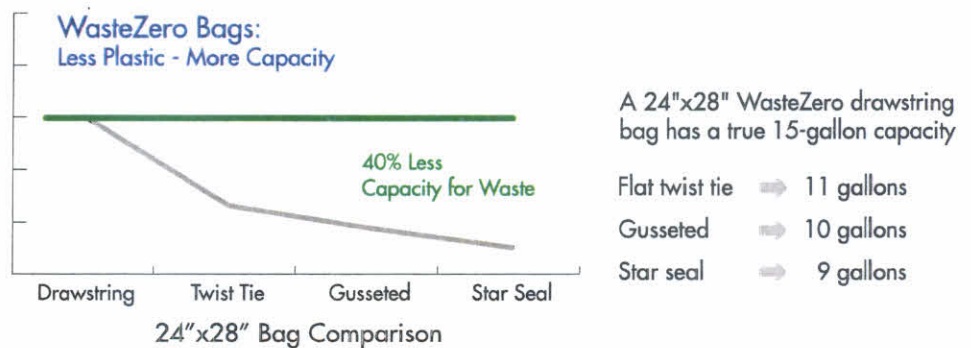 WasteZero Bags:
Less Plastic - More Capacity
40% Less
Capacity for Waste
Drawstring
Twist Tie
Gusseted
Star Seal
24"x28" Bag Comparison
A 24"x28" WasteZero drawstring
bag has a true 15-gallon capacity
Flat twist tie 11 gallons
Gusseted 10 gallons
Star seal 9 gallons